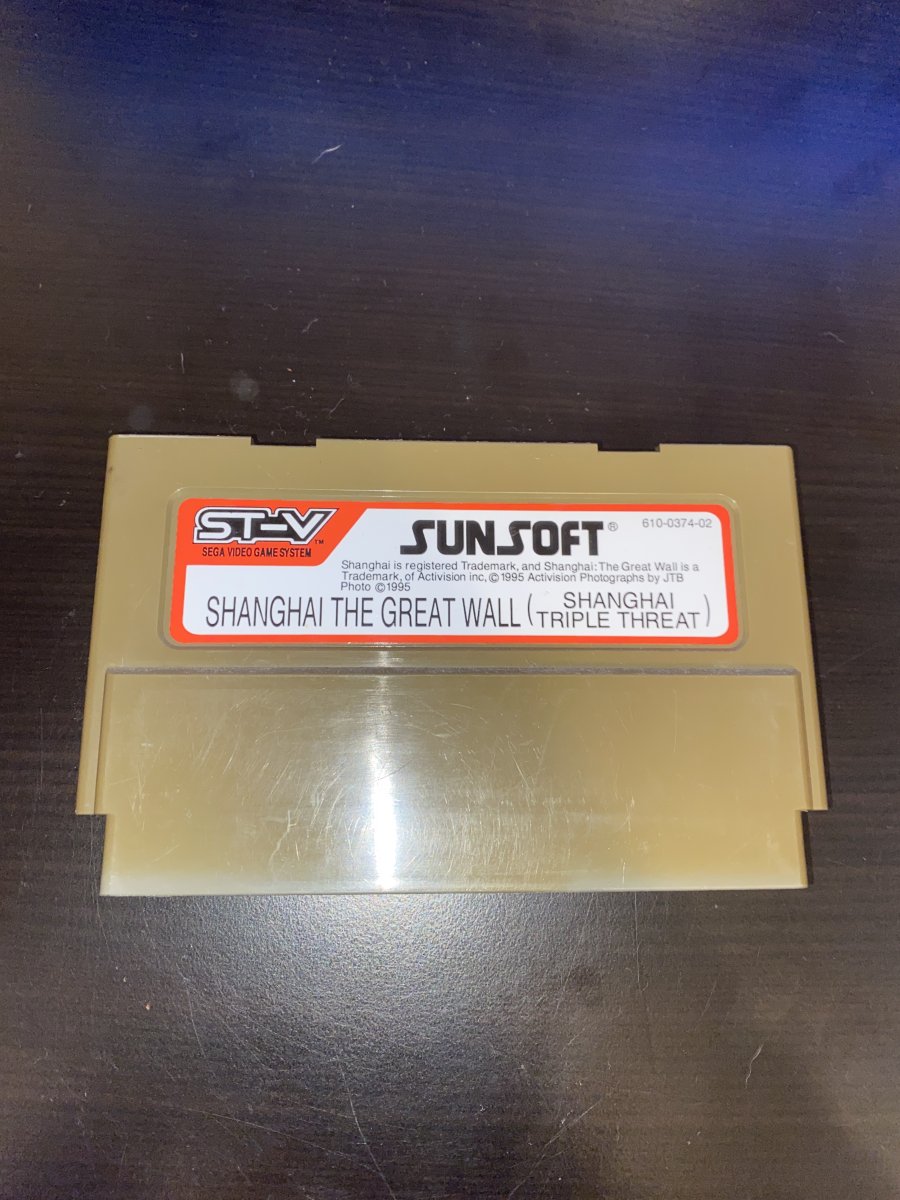 ST-V™
SEGA VIDEO GAME SYSTEM
SUNSOFT®
610-0374-02
Shanghai is registered Trademark, and Shanghai: The Great Wall is a
Trademark, of Activision inc, © 1995 Activision Photographs by JTB
Photo ©1995
SHANGHAI THE GREAT WALL (SHANGHAI
TRIPLE THREAT)